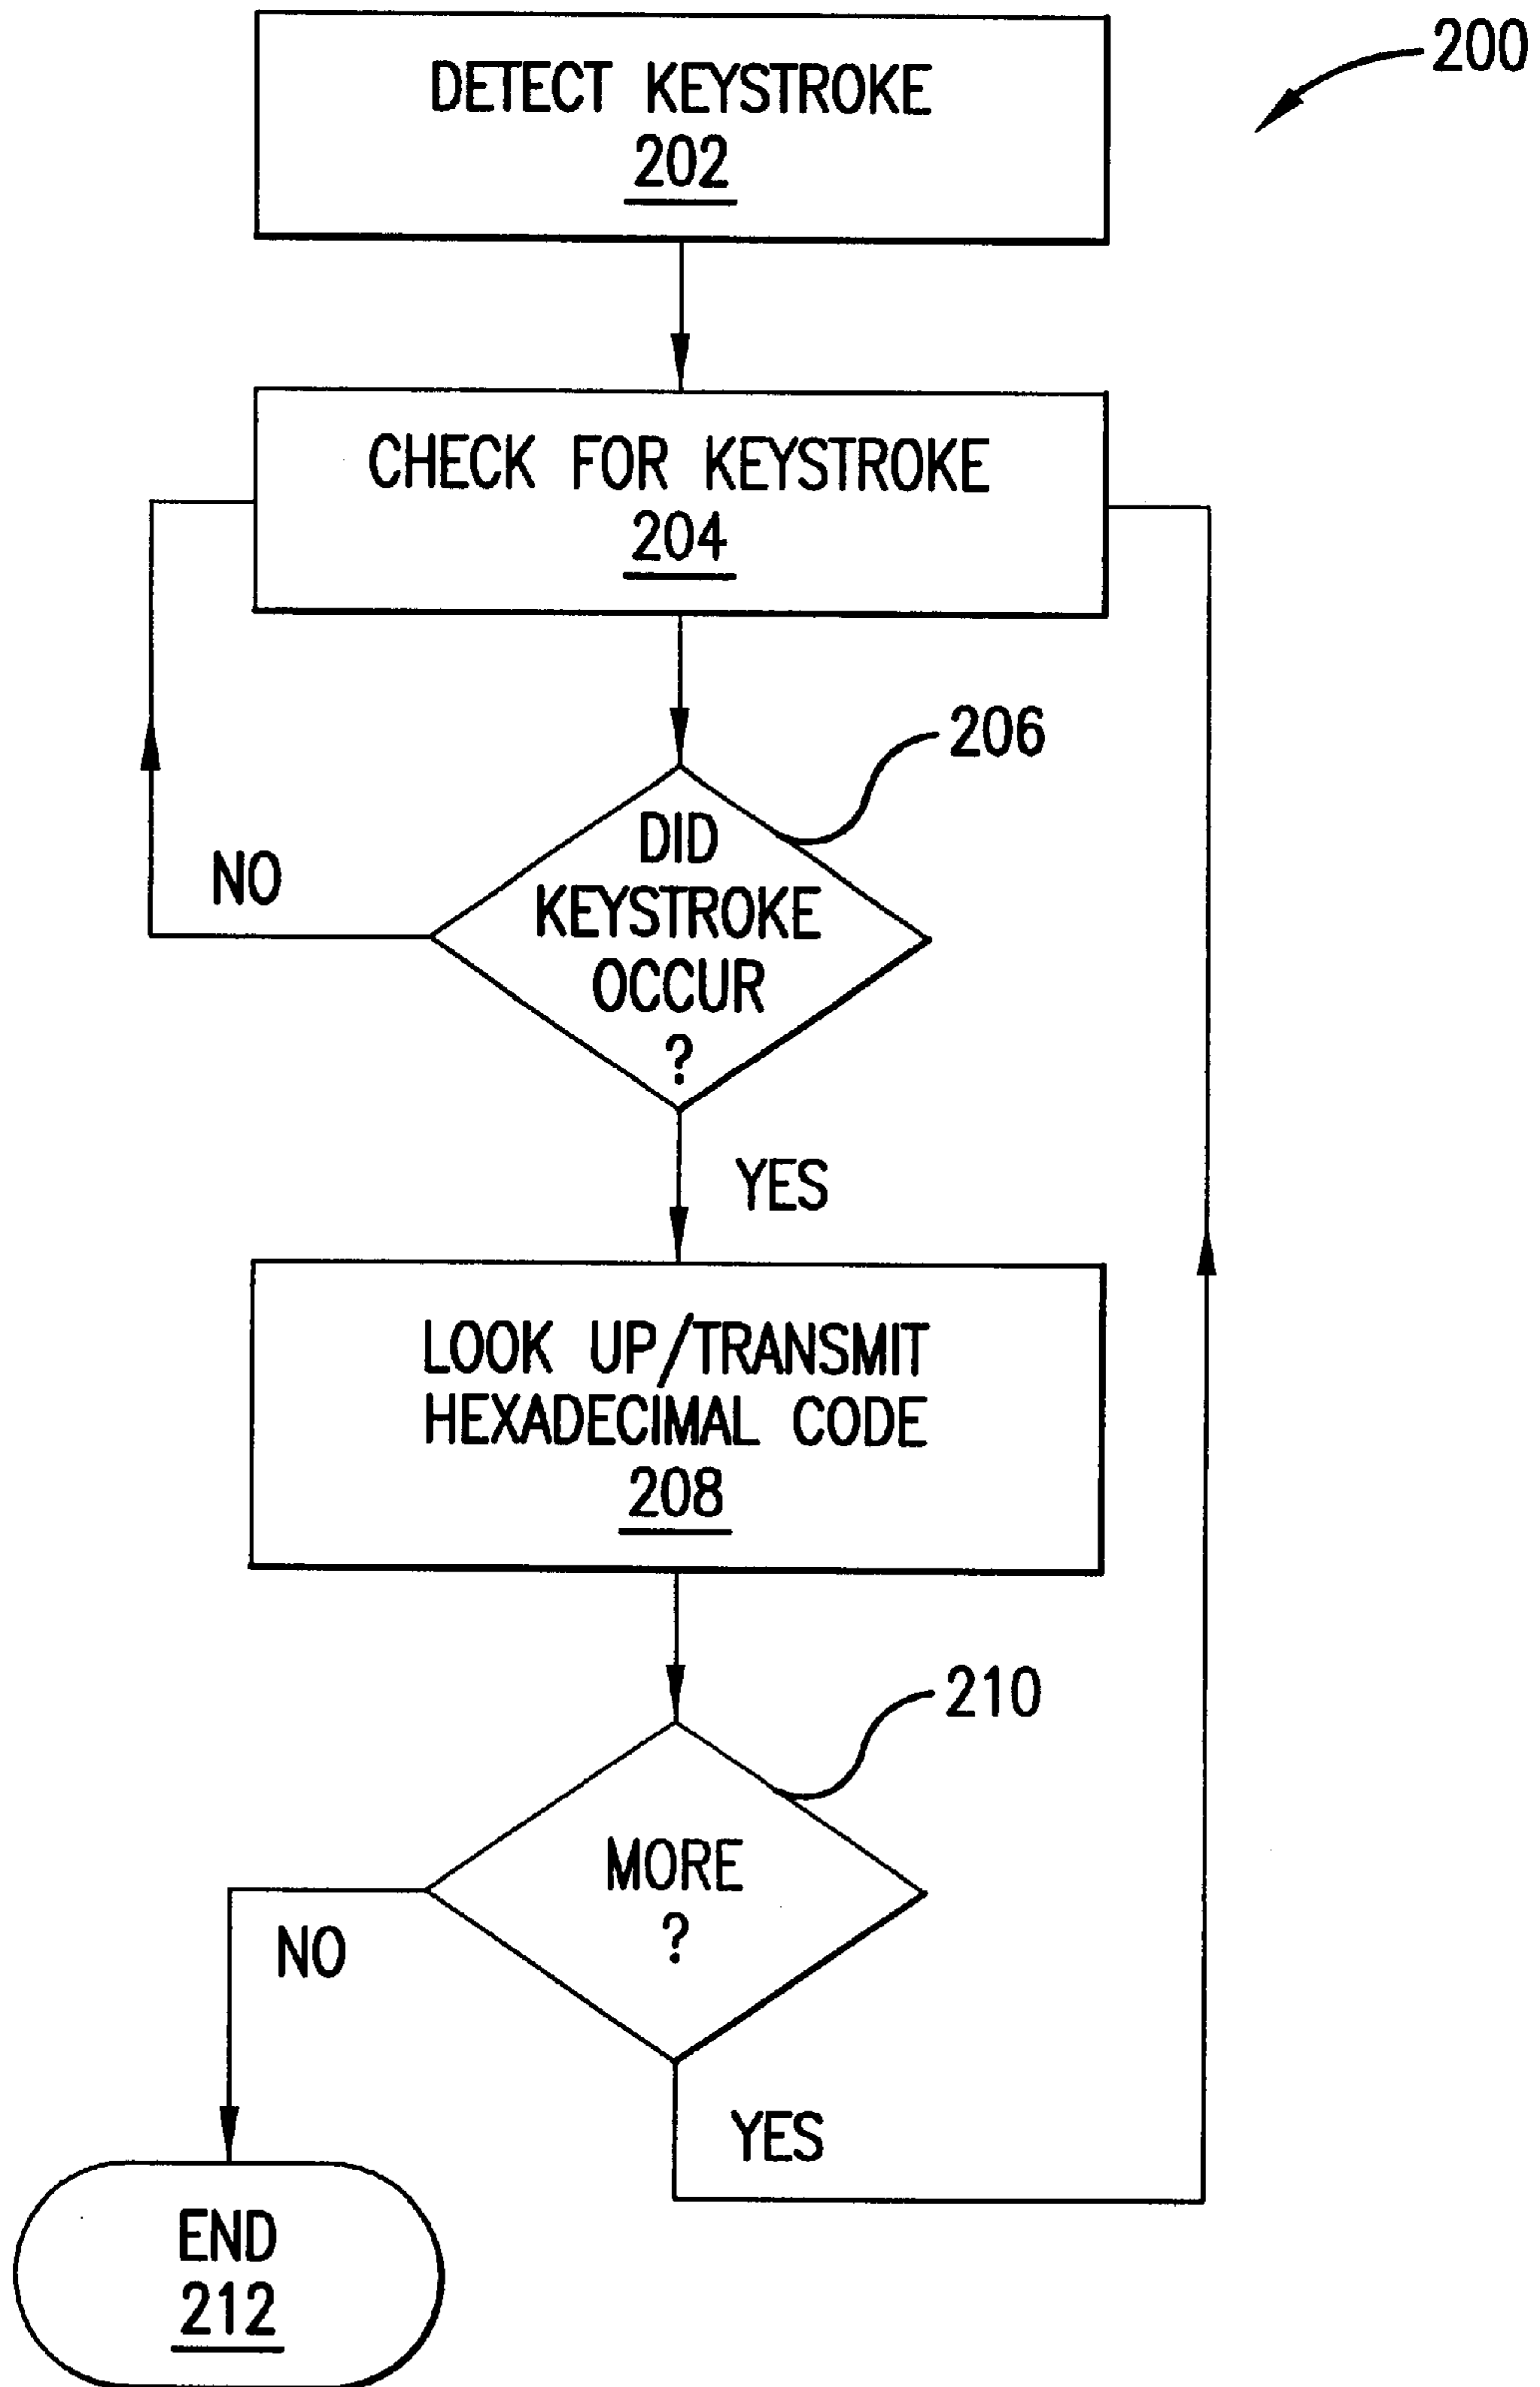 200
DETECT KEYSTROKE
202
CHECK FOR KEYSTROKE
204
206
DID
KEYSTROKE
OCCUR
?
NO
YES
LOOK UP/TRANSMIT
HEXADECIMAL CODE
208
210
MORE
?
NO
YES
END
212